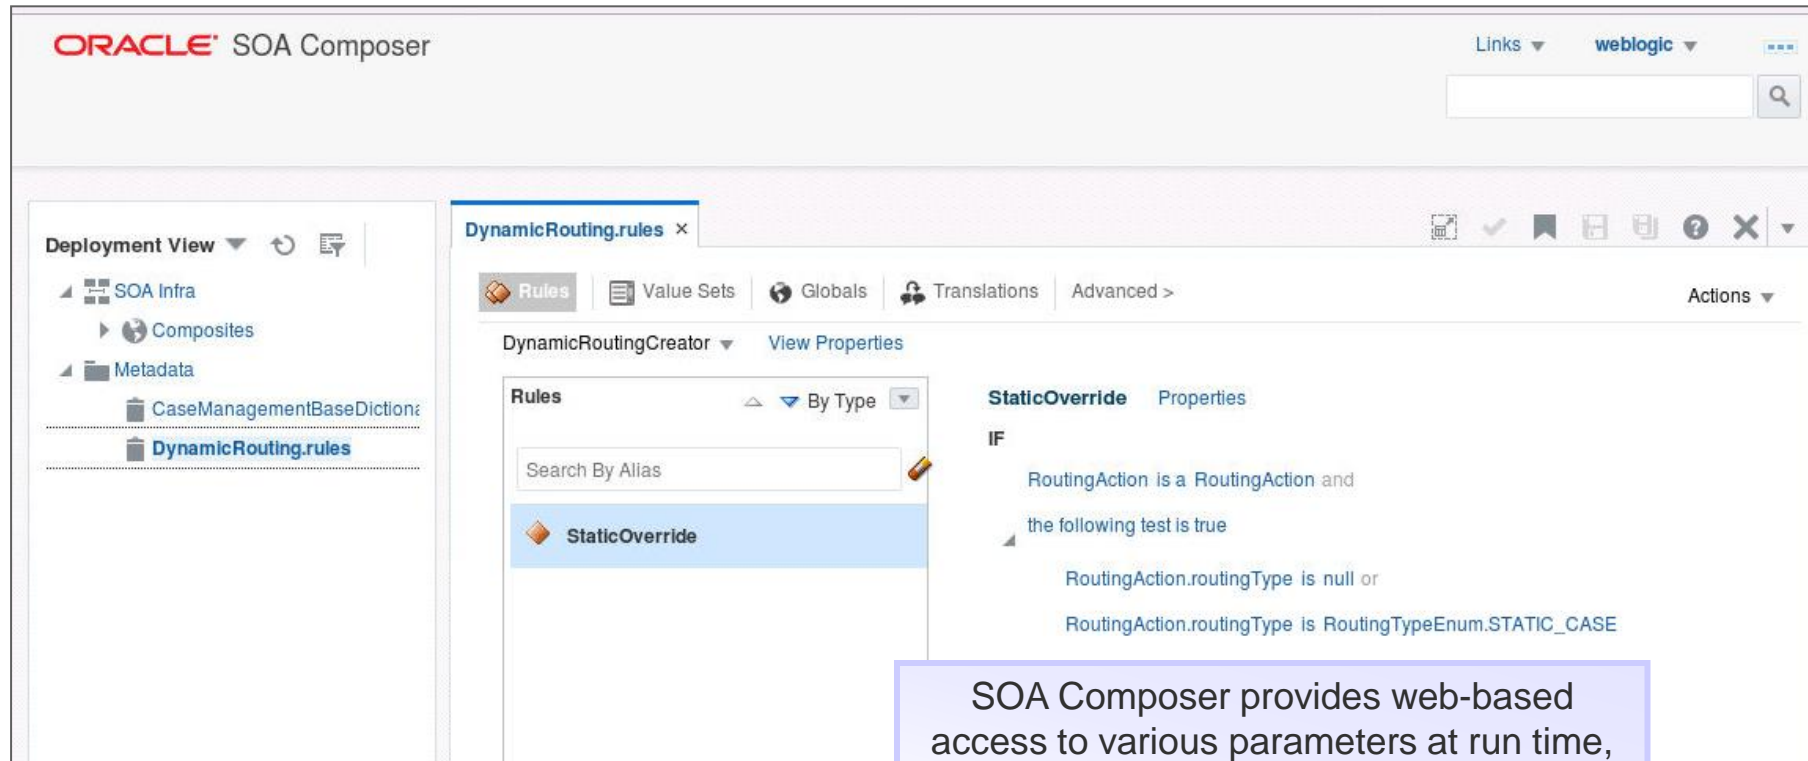 ORACLE SOA Composer
Links
weblogic
Deployment View
SOA Infra
Composites
Metadata
CaseManagementBaseDictiona
DynamicRouting.rules
DynamicRouting.rules ×
Rules
Value Sets
Globals
Translations
Advanced >
Actions
DynamicRoutingCreator
View Properties
Rules
By Type
Search By Alias
StaticOverride
StaticOverride Properties
IF
RoutingAction is a RoutingAction and
the following test is true
RoutingAction.routingType is null or
RoutingAction.routingType is RoutingTypeEnum.STATIC_CASE
SOA Composer provides web-based
access to various parameters at run time,